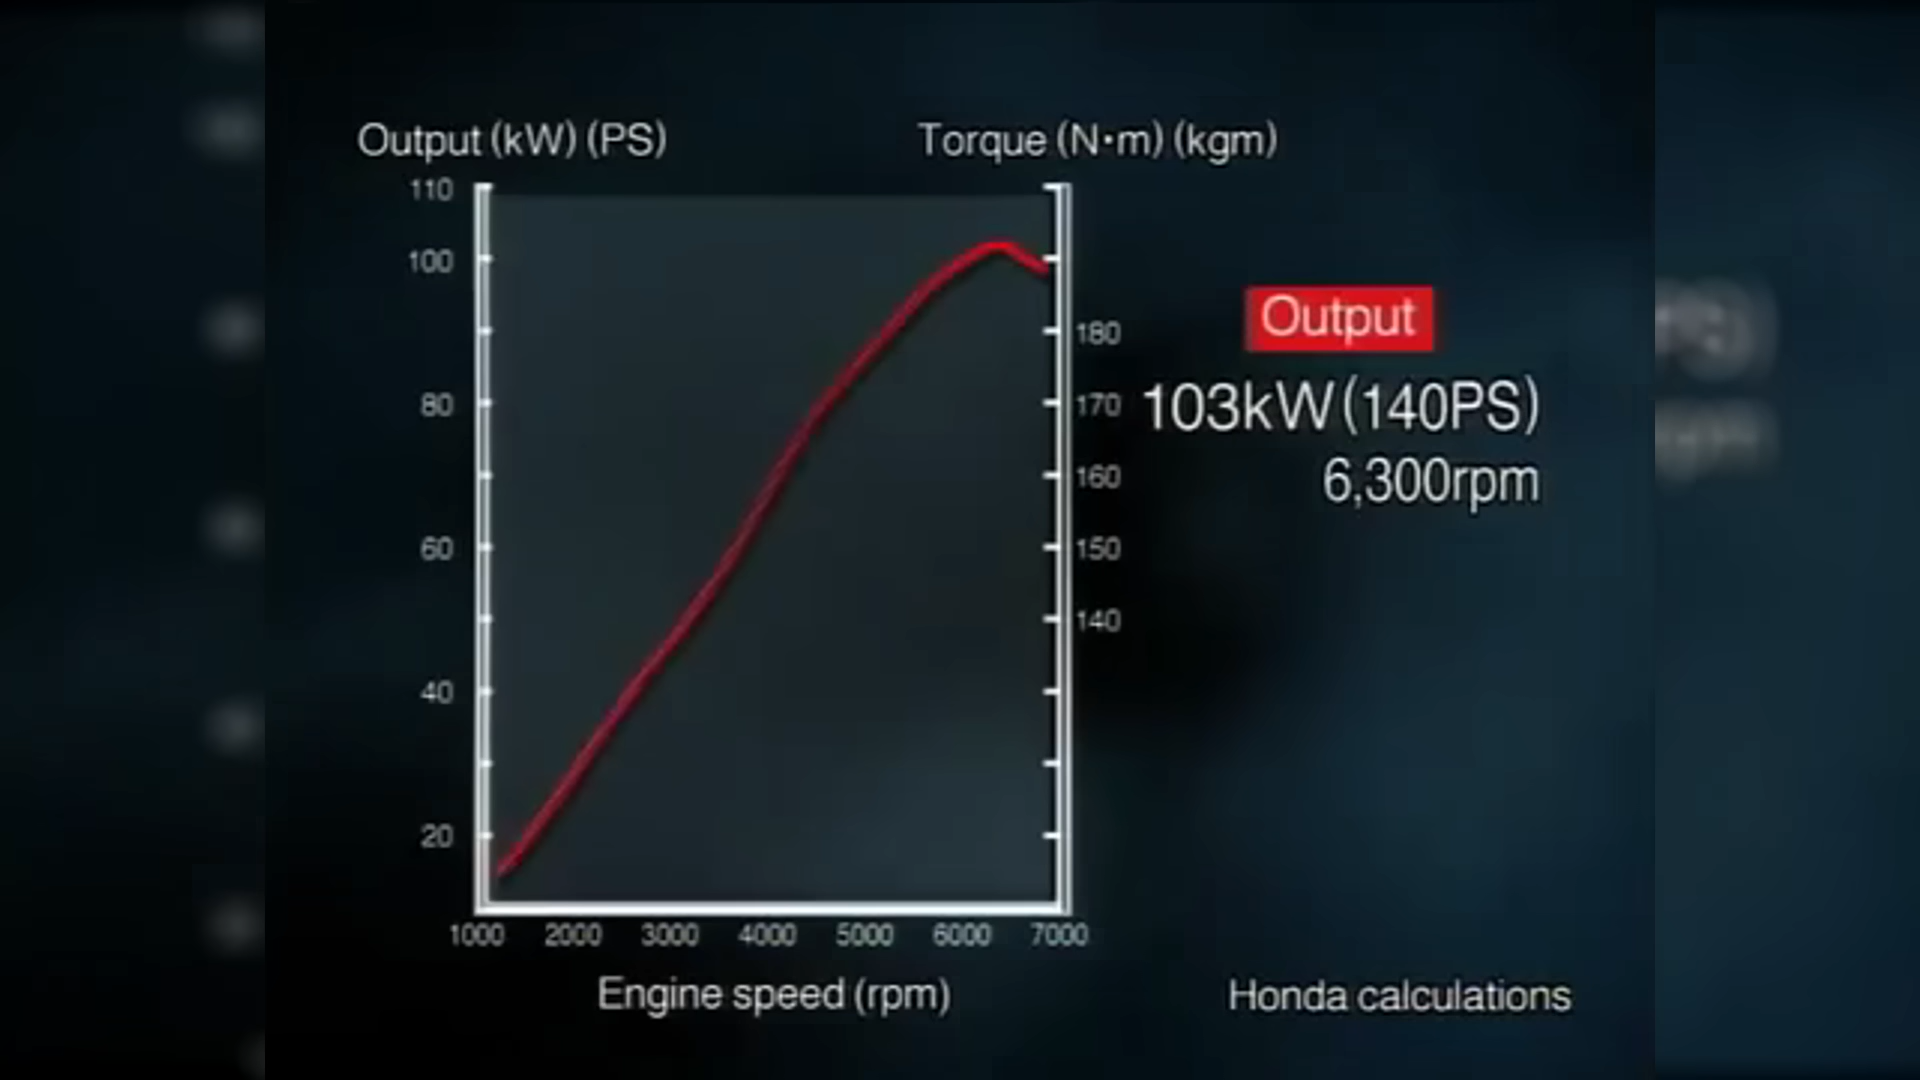 Output (kW) (PS)
Torque (N·m) (kgm)
110
100
80
60
40
20
180
170
160
150
140
Output
103kW(140PS)
6,300rpm
1000 2000 3000 4000 5000 6000 7000
Engine speed (rpm)
Honda calculations